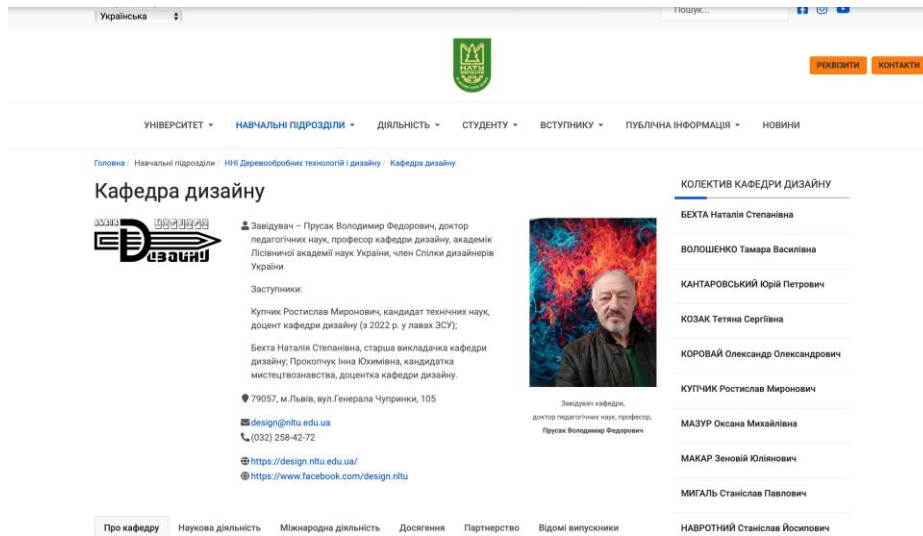 Українська
Пошук...
НЛТУ
УКРАЇНИ
РЕКВІЗИТИ КОНТАКТИ
УНІВЕРСИТЕТ НАВЧАЛЬНІ ПІДРОЗДІЛИ ДІЯЛЬНІСТЬ СТУДЕНТУ ВСТУПНИКУ ПУБЛІЧНА ІНФОРМАЦІЯ НОВИНИ
Головна / Навчальні підрозділи / ННІ Деревообробних технологій і дизайну / Кафедра дизайну
Кафедра дизайну
Завідувач – Прусак Володимир Федорович, доктор
педагогічних наук, професор кафедри дизайну, академік
Лісівничої академії наук України, член Спілки дизайнерів
України
Заступники:
Купчик Ростислав Миронович, кандидат технічних наук,
доцент кафедри дизайну (з 2022 р. у лавах ЗСУ);
Бехта Наталія Степанівна, старша викладачка кафедри
дизайну; Прокопчук Інна Юхимівна, кандидатка
мистецтвознавства, доцентка кафедри дизайну.
79057, м.Львів, вул.Генерала Чупринки, 105
design@nltu.edu.ua
(032) 258-42-72
https://design.nltu.edu.ua/
https://www.facebook.com/design.nltu
Завідувач кафедри,
доктор педагогічних наук, професор,
Прусак Володимир Федорович
КОЛЕКТИВ КАФЕДРИ ДИЗАЙНУ
БЕХТА Наталія Степанівна
ВОЛОШЕНКО Тамара Василівна
КАНТАРОВСЬКИЙ Юрій Петрович
КОЗАК Тетяна Сергіївна
КОРОВАЙ Олександр Олександрович
КУПЧИК Ростислав Миронович
МАЗУР Оксана Михайлівна
МАКАР Зеновій Юліянович
МИГАЛЬ Станіслав Павлович
НАВРОТНИЙ Станіслав Йосипович
Про кафедру Наукова діяльність Міжнародна діяльність Досягення Партнерство Відомі випускники